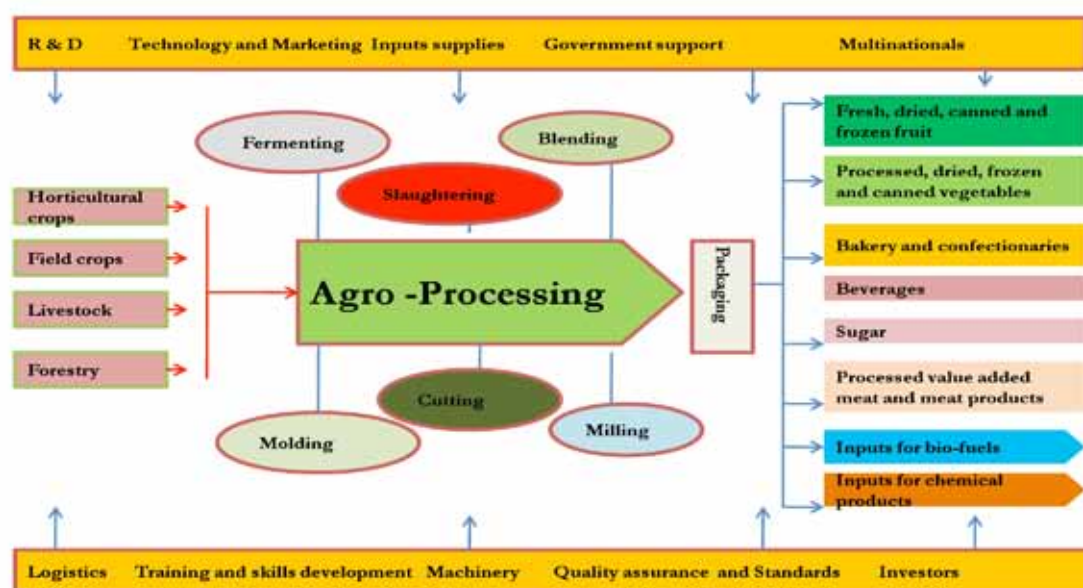 R & D Technology and Marketing Inputs supplies Government support Multinationals
Fermenting
Blending
Slaughtering
Horticultural
crops
Field crops
Livestock
Forestry
Agro -Processing
Packaging
Cutting
Molding
Milling
Fresh, dried, canned and
frozen fruit
Processed, dried, frozen
and canned vegetables
Bakery and confectionaries
Beverages
Sugar
Processed value added
meat and meat products
Inputs for bio-fuels
Inputs for chemical
products
Logistics Training and skills development Machinery Quality assurance and Standards Investors